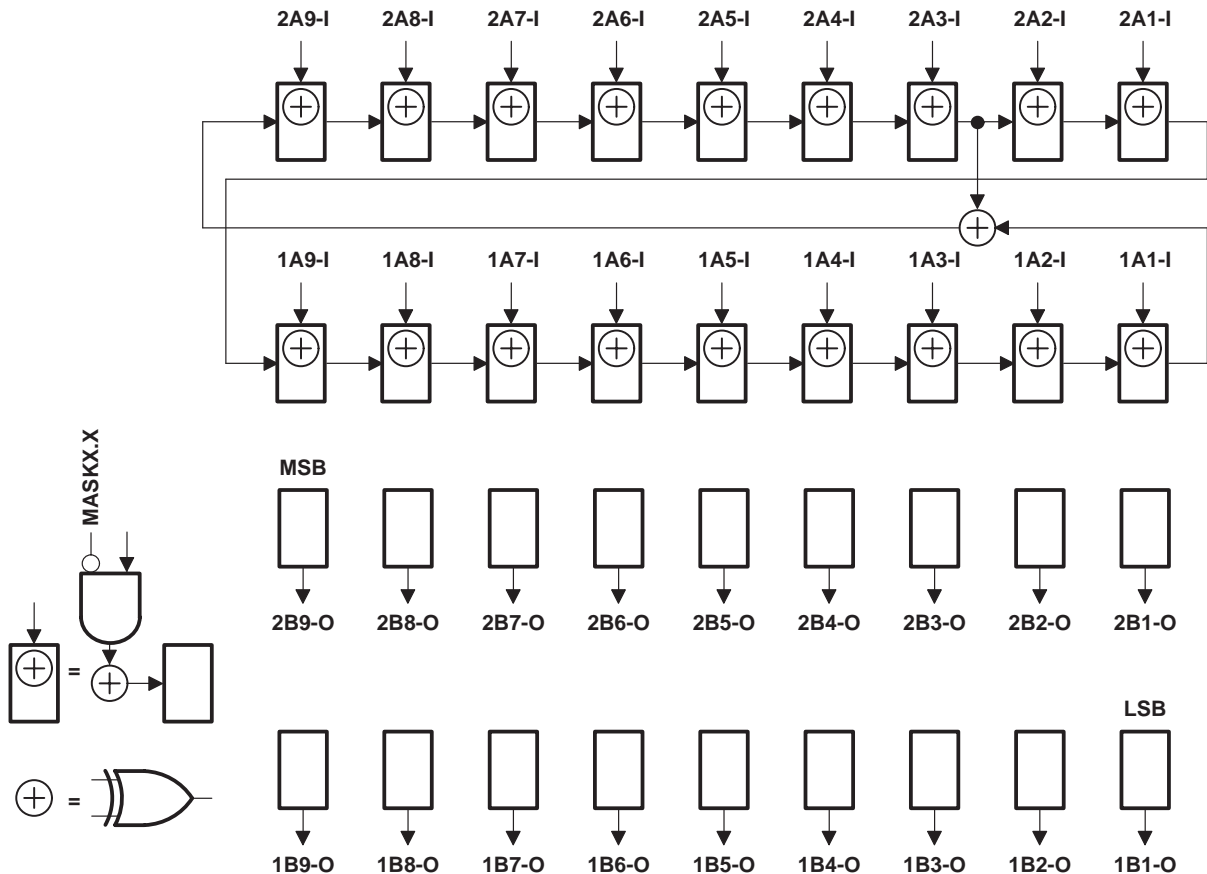 2A9-I 2A8-I 2A7-I 2A6-I 2A5-I 2A4-I 2A3-I 2A2-I 2A1-I
1A9-I 1A8-I 1A7-I 1A6-I 1A5-I 1A4-I 1A3-I 1A2-I 1A1-I
MASKX.X
MSB
2B9-O 2B8-O 2B7-O 2B6-O 2B5-O 2B4-O 2B3-O 2B2-O 2B1-O
=
LSB
=
1B9-O 1B8-O 1B7-O 1B6-O 1B5-O 1B4-O 1B3-O 1B2-O 1B1-O